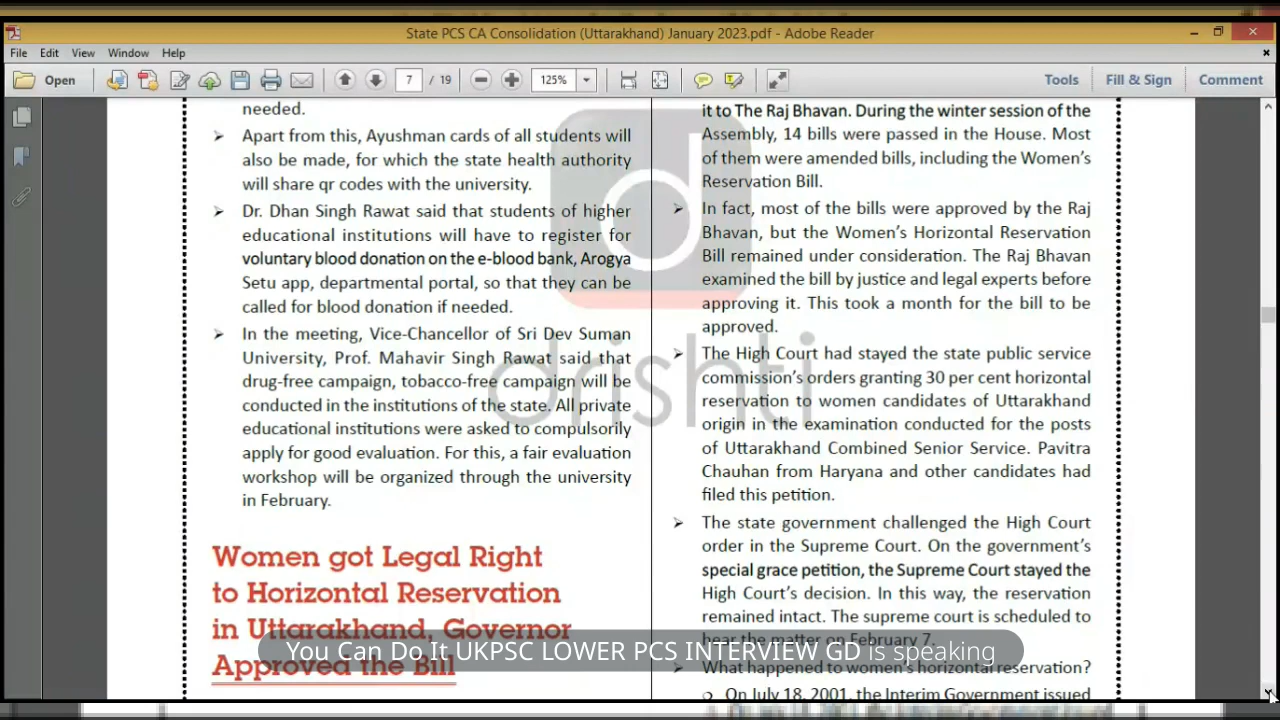 State PCS CA Consolidation (Uttarakhand) January 2023.pdf - Adobe Reader
File Edit View Window Help
Open 7 / 19 125% Tools Fill & Sign Comment
needed.
➢ Apart from this, Ayushman cards of all students will
also be made, for which the state health authority
will share qr codes with the university.
➢ Dr. Dhan Singh Rawat said that students of higher
educational institutions will have to register for
voluntary blood donation on the e-blood bank, Arogya
Setu app, departmental portal, so that they can be
called for blood donation if needed.
➢ In the meeting, Vice-Chancellor of Sri Dev Suman
University, Prof. Mahavir Singh Rawat said that
drug-free campaign, tobacco-free campaign will be
conducted in the institutions of the state. All private
educational institutions were asked to compulsorily
apply for good evaluation. For this, a fair evaluation
workshop will be organized through the university
in February.
Women got Legal Right
to Horizontal Reservation
in Uttarakhand, Governor
Approved the Bill
it to The Raj Bhavan. During the winter session of the
Assembly, 14 bills were passed in the House. Most
of them were amended bills, including the Women's
Reservation Bill.
➢ In fact, most of the bills were approved by the Raj
Bhavan, but the Women's Horizontal Reservation
Bill remained under consideration. The Raj Bhavan
examined the bill by justice and legal experts before
approving it. This took a month for the bill to be
approved.
➢ The High Court had stayed the state public service
commission's orders granting 30 per cent horizontal
reservation to women candidates of Uttarakhand
origin in the examination conducted for the posts
of Uttarakhand Combined Senior Service. Pavitra
Chauhan from Haryana and other candidates had
filed this petition.
➢ The state government challenged the High Court
order in the Supreme Court. On the government's
special grace petition, the Supreme Court stayed the
High Court's decision. In this way, the reservation
remained intact. The supreme court is scheduled to
hear the matter on February 7.
➢ What happened to women's horizontal reservation?
On July 18, 2001, the Interim Government issued
drishti
You Can Do It UKPSC LOWER PCS INTERVIEW GD is speaking